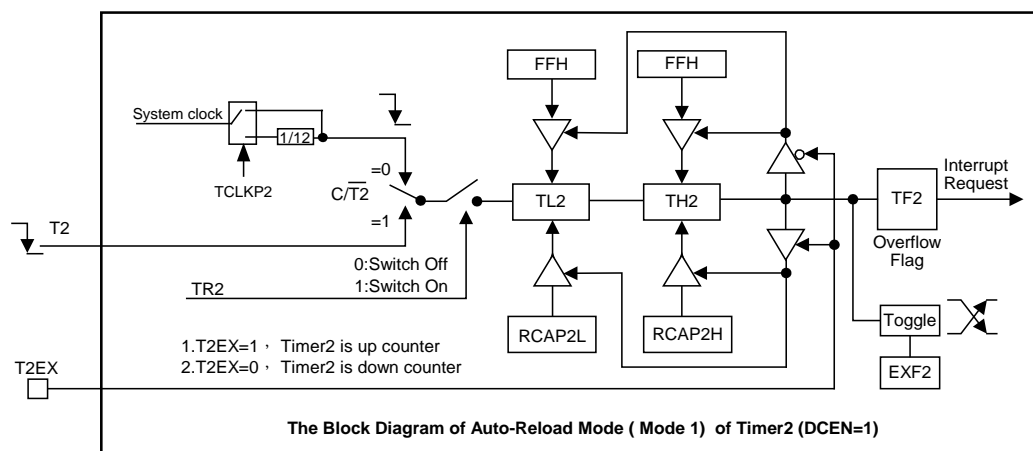 FFH
FFH
System clock
1/12
TCLKP2
=0
C/T2
=1
TL2
TH2
TF2
Interrupt
Request
T2
Overflow
Flag
0:Switch Off
1:Switch On
TR2
RCAP2L
RCAP2H
Toggle
EXF2
1.T2EX=1， Timer2 is up counter
2.T2EX=0， Timer2 is down counter
T2EX
The Block Diagram of Auto-Reload Mode ( Mode 1) of Timer2 (DCEN=1)